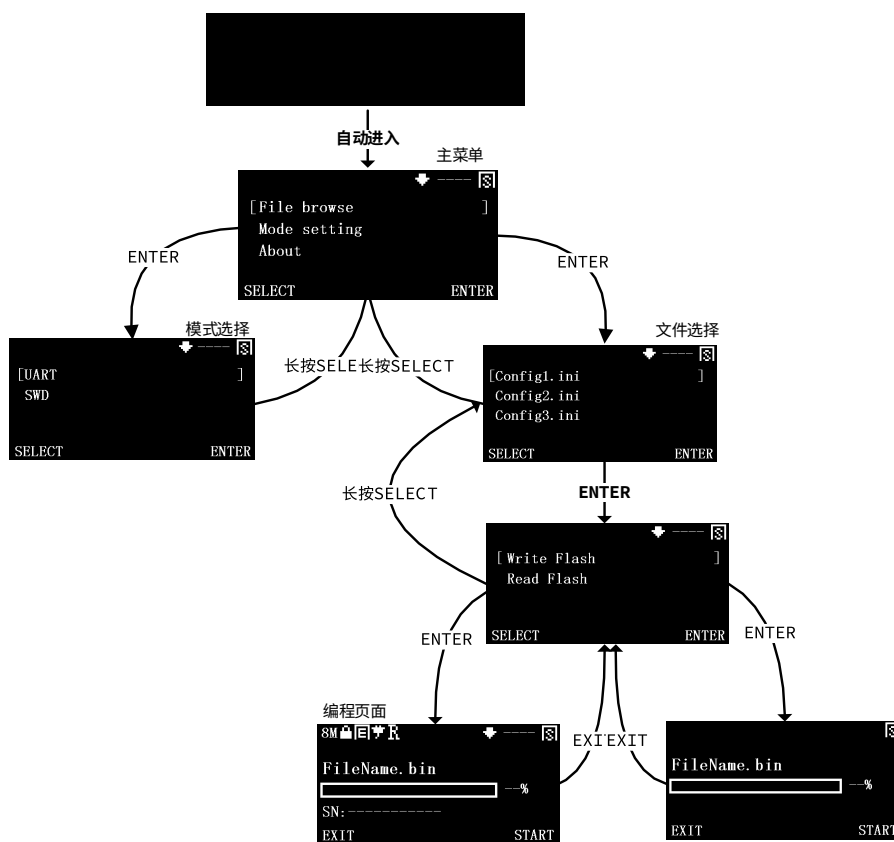 自动进入
主菜单
---- S
[File browse ]
Mode setting
About
SELECT ENTER
ENTER
ENTER
模式选择
---- S
[UART ]
SWD
SELECT ENTER
长按SELE长按SELECT
文件选择
---- S
[Config1.ini ]
Config2.ini
Config3.ini
SELECT ENTER
长按SELECT
ENTER
---- S
[Write Flash ]
Read Flash
SELECT ENTER
ENTER
ENTER
编程页面
8M E R ---- S
FileName.bin
--%
SN:-----------
EXIT START
EXITEXIT
S
FileName.bin
--%
EXIT START